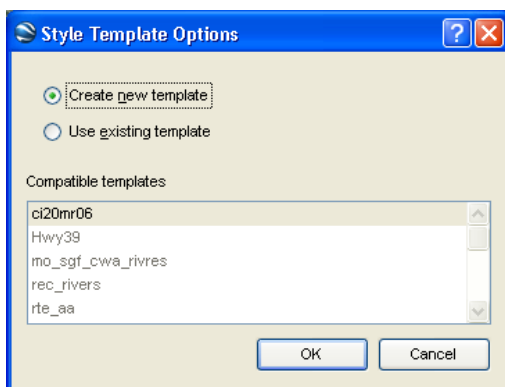 Style Template Options
?
Create new template
Use existing template
Compatible templates
ci20mr06
Hwy39
mo_sgf_cwa_rivres
rec_rivers
rte_aa
OK Cancel